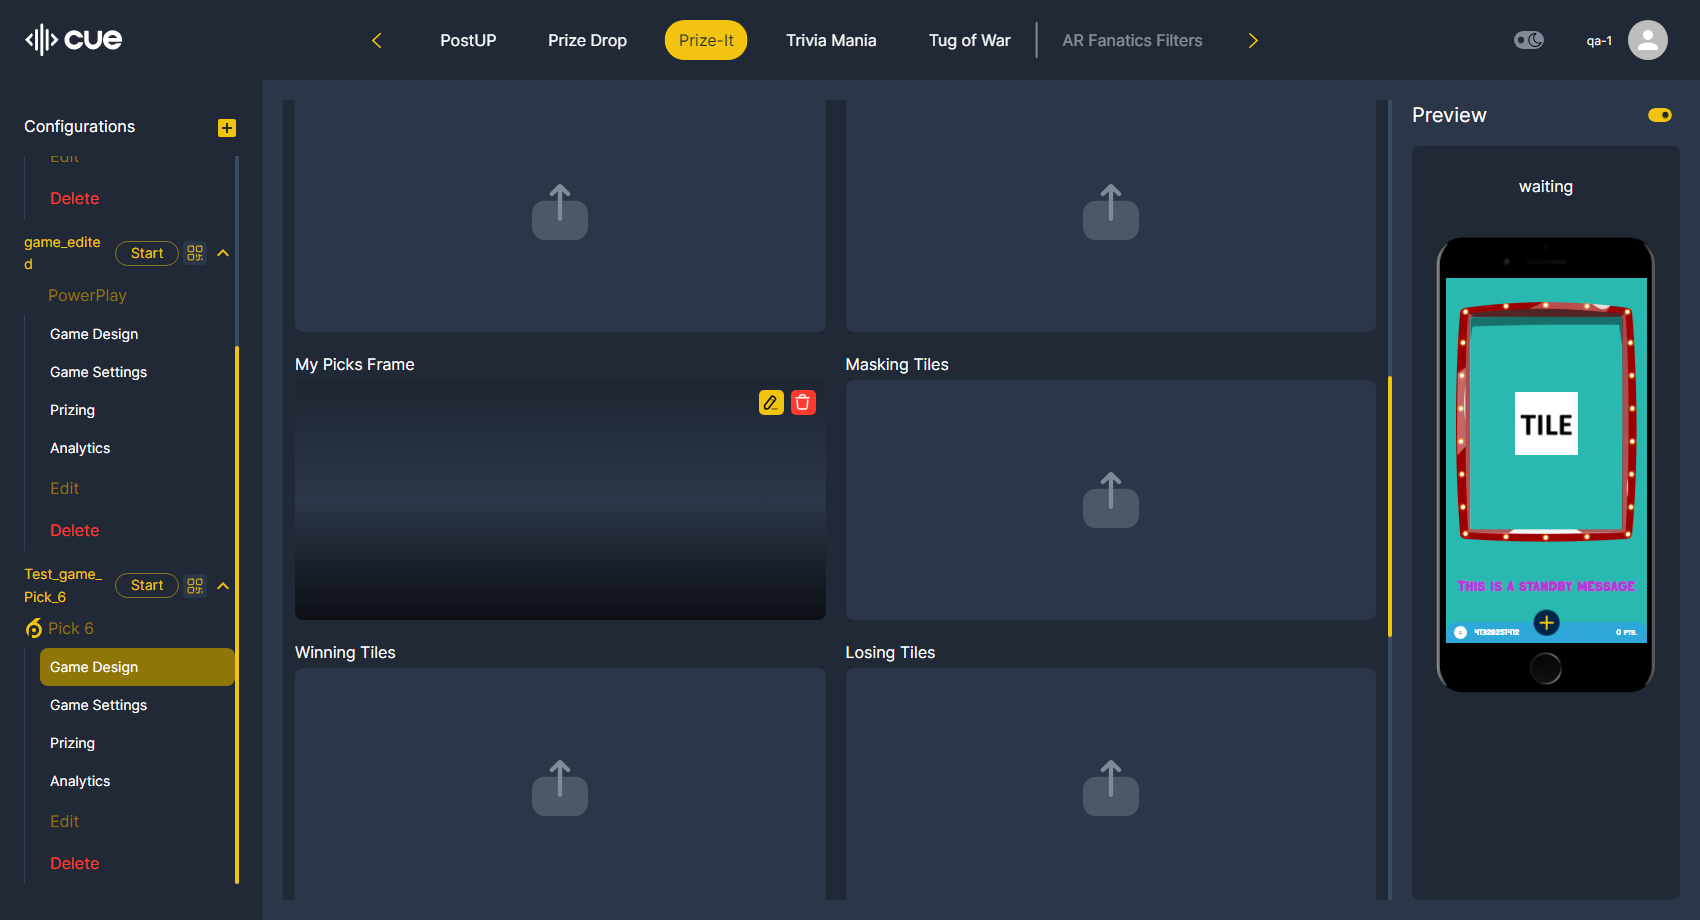 cue
PostUP
Prize Drop
Prize-It
Trivia Mania
Tug of War
AR Fanatics Filters
qa-1
Configurations
Edit
Delete
game_edite
d
Start
PowerPlay
Game Design
Game Settings
Prizing
Analytics
Edit
Delete
Test_game_
Pick_6
Start
Pick 6
Game Design
Game Settings
Prizing
Analytics
Edit
Delete
My Picks Frame
Masking Tiles
Winning Tiles
Losing Tiles
Preview
waiting
TILE
THIS IS A STANDBY MESSAGE
0 PTS.